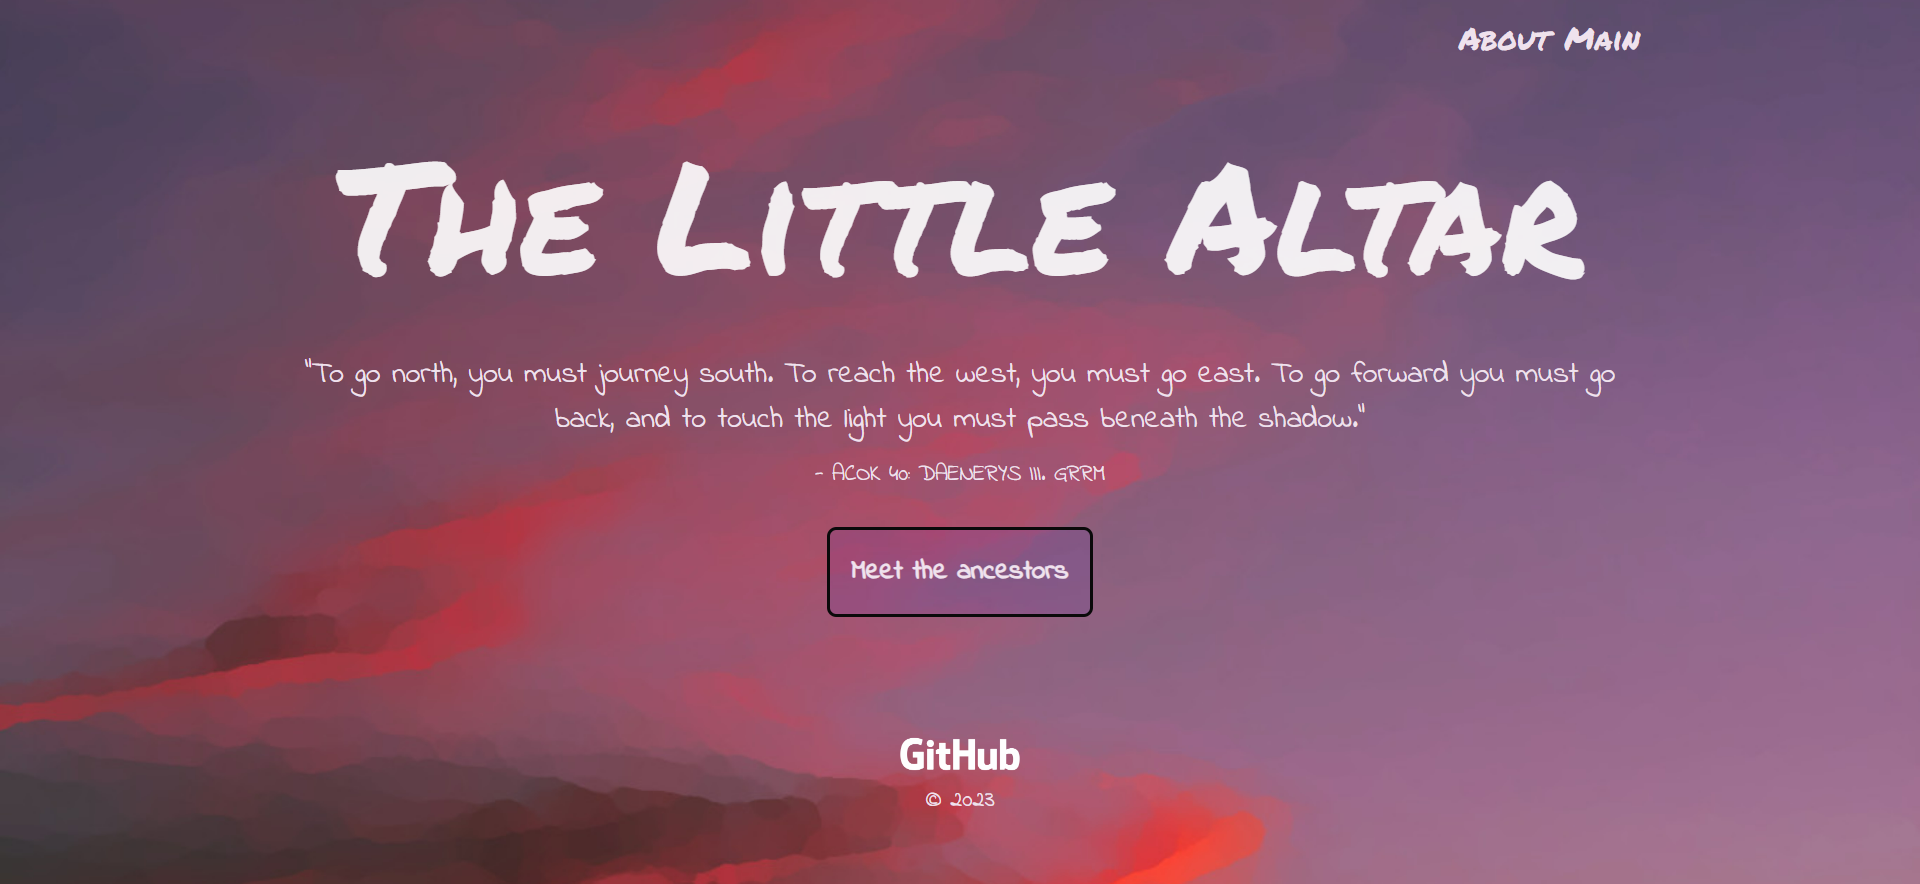 About Main
The Little Altar
"To go north, you must journey south. To reach the west, you must go east. To go forward you must go
back, and to touch the light you must pass beneath the shadow."
- ACOK 40: DAENERYS III. GRRM
Meet the ancestors
GitHub
© 2023